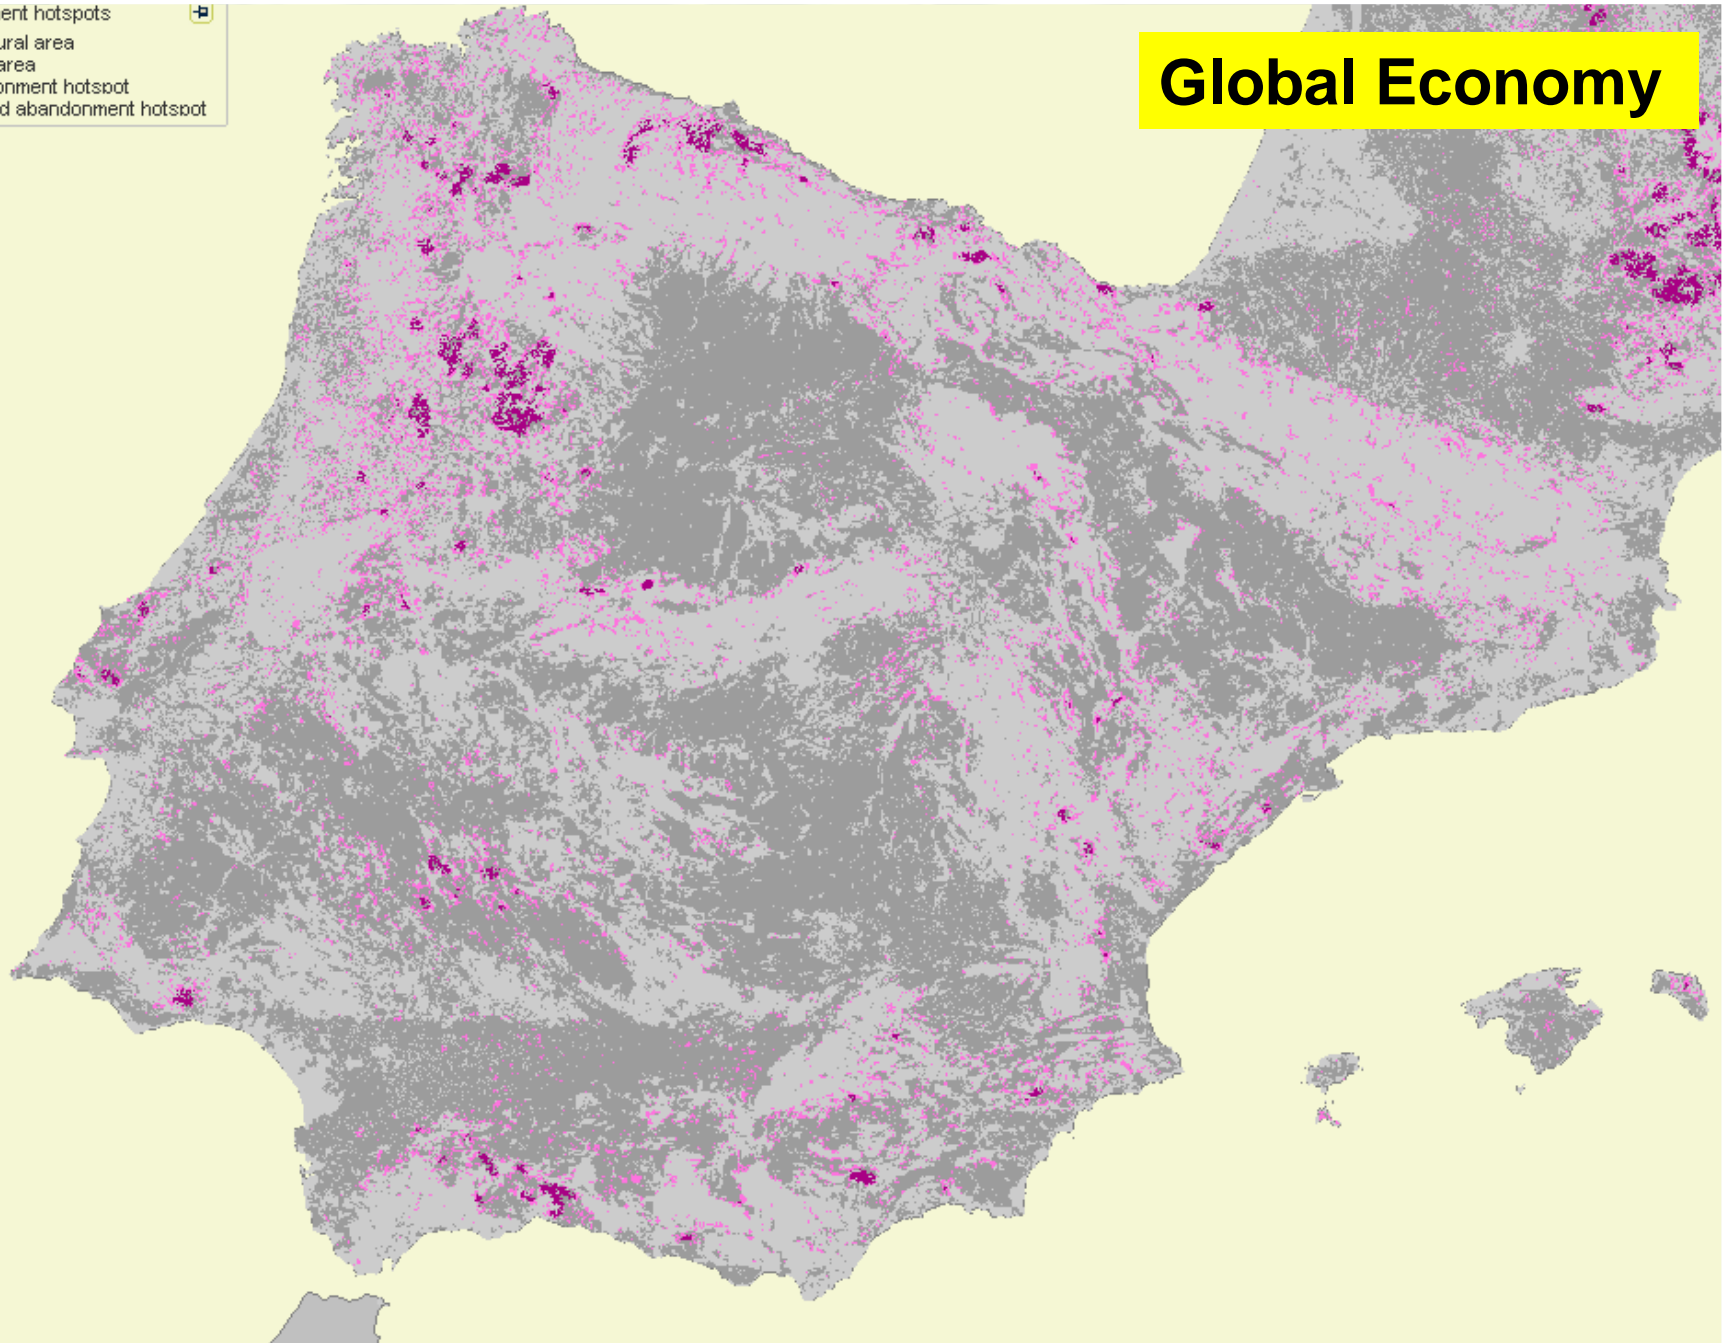 ent hotspots
ural area
area
onment hotspot
d abandonment hotspot
Global Economy